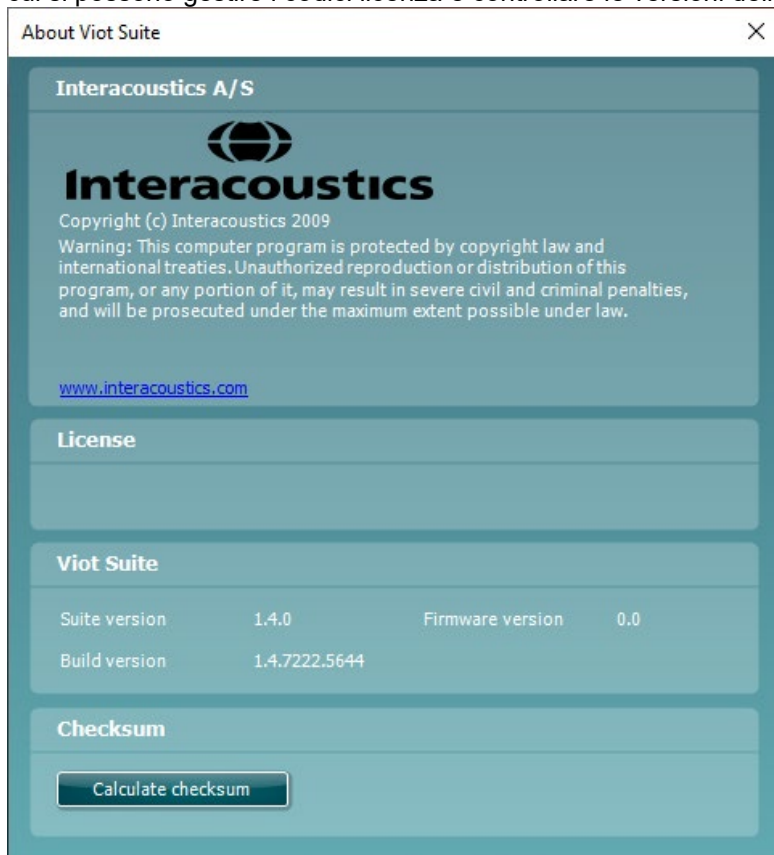 About Viot Suite
Interacoustics A/S
Interacoustics
Copyright (c) Interacoustics 2009
Warning: This computer program is protected by copyright law and
international treaties. Unauthorized reproduction or distribution of this
program, or any portion of it, may result in severe civil and criminal penalties,
and will be prosecuted under the maximum extent possible under law.
www.interacoustics.com
License
Viot Suite
Suite version 1.4.0 Firmware version 0.0
Build version 1.4.7222.5644
Checksum
Calculate checksum